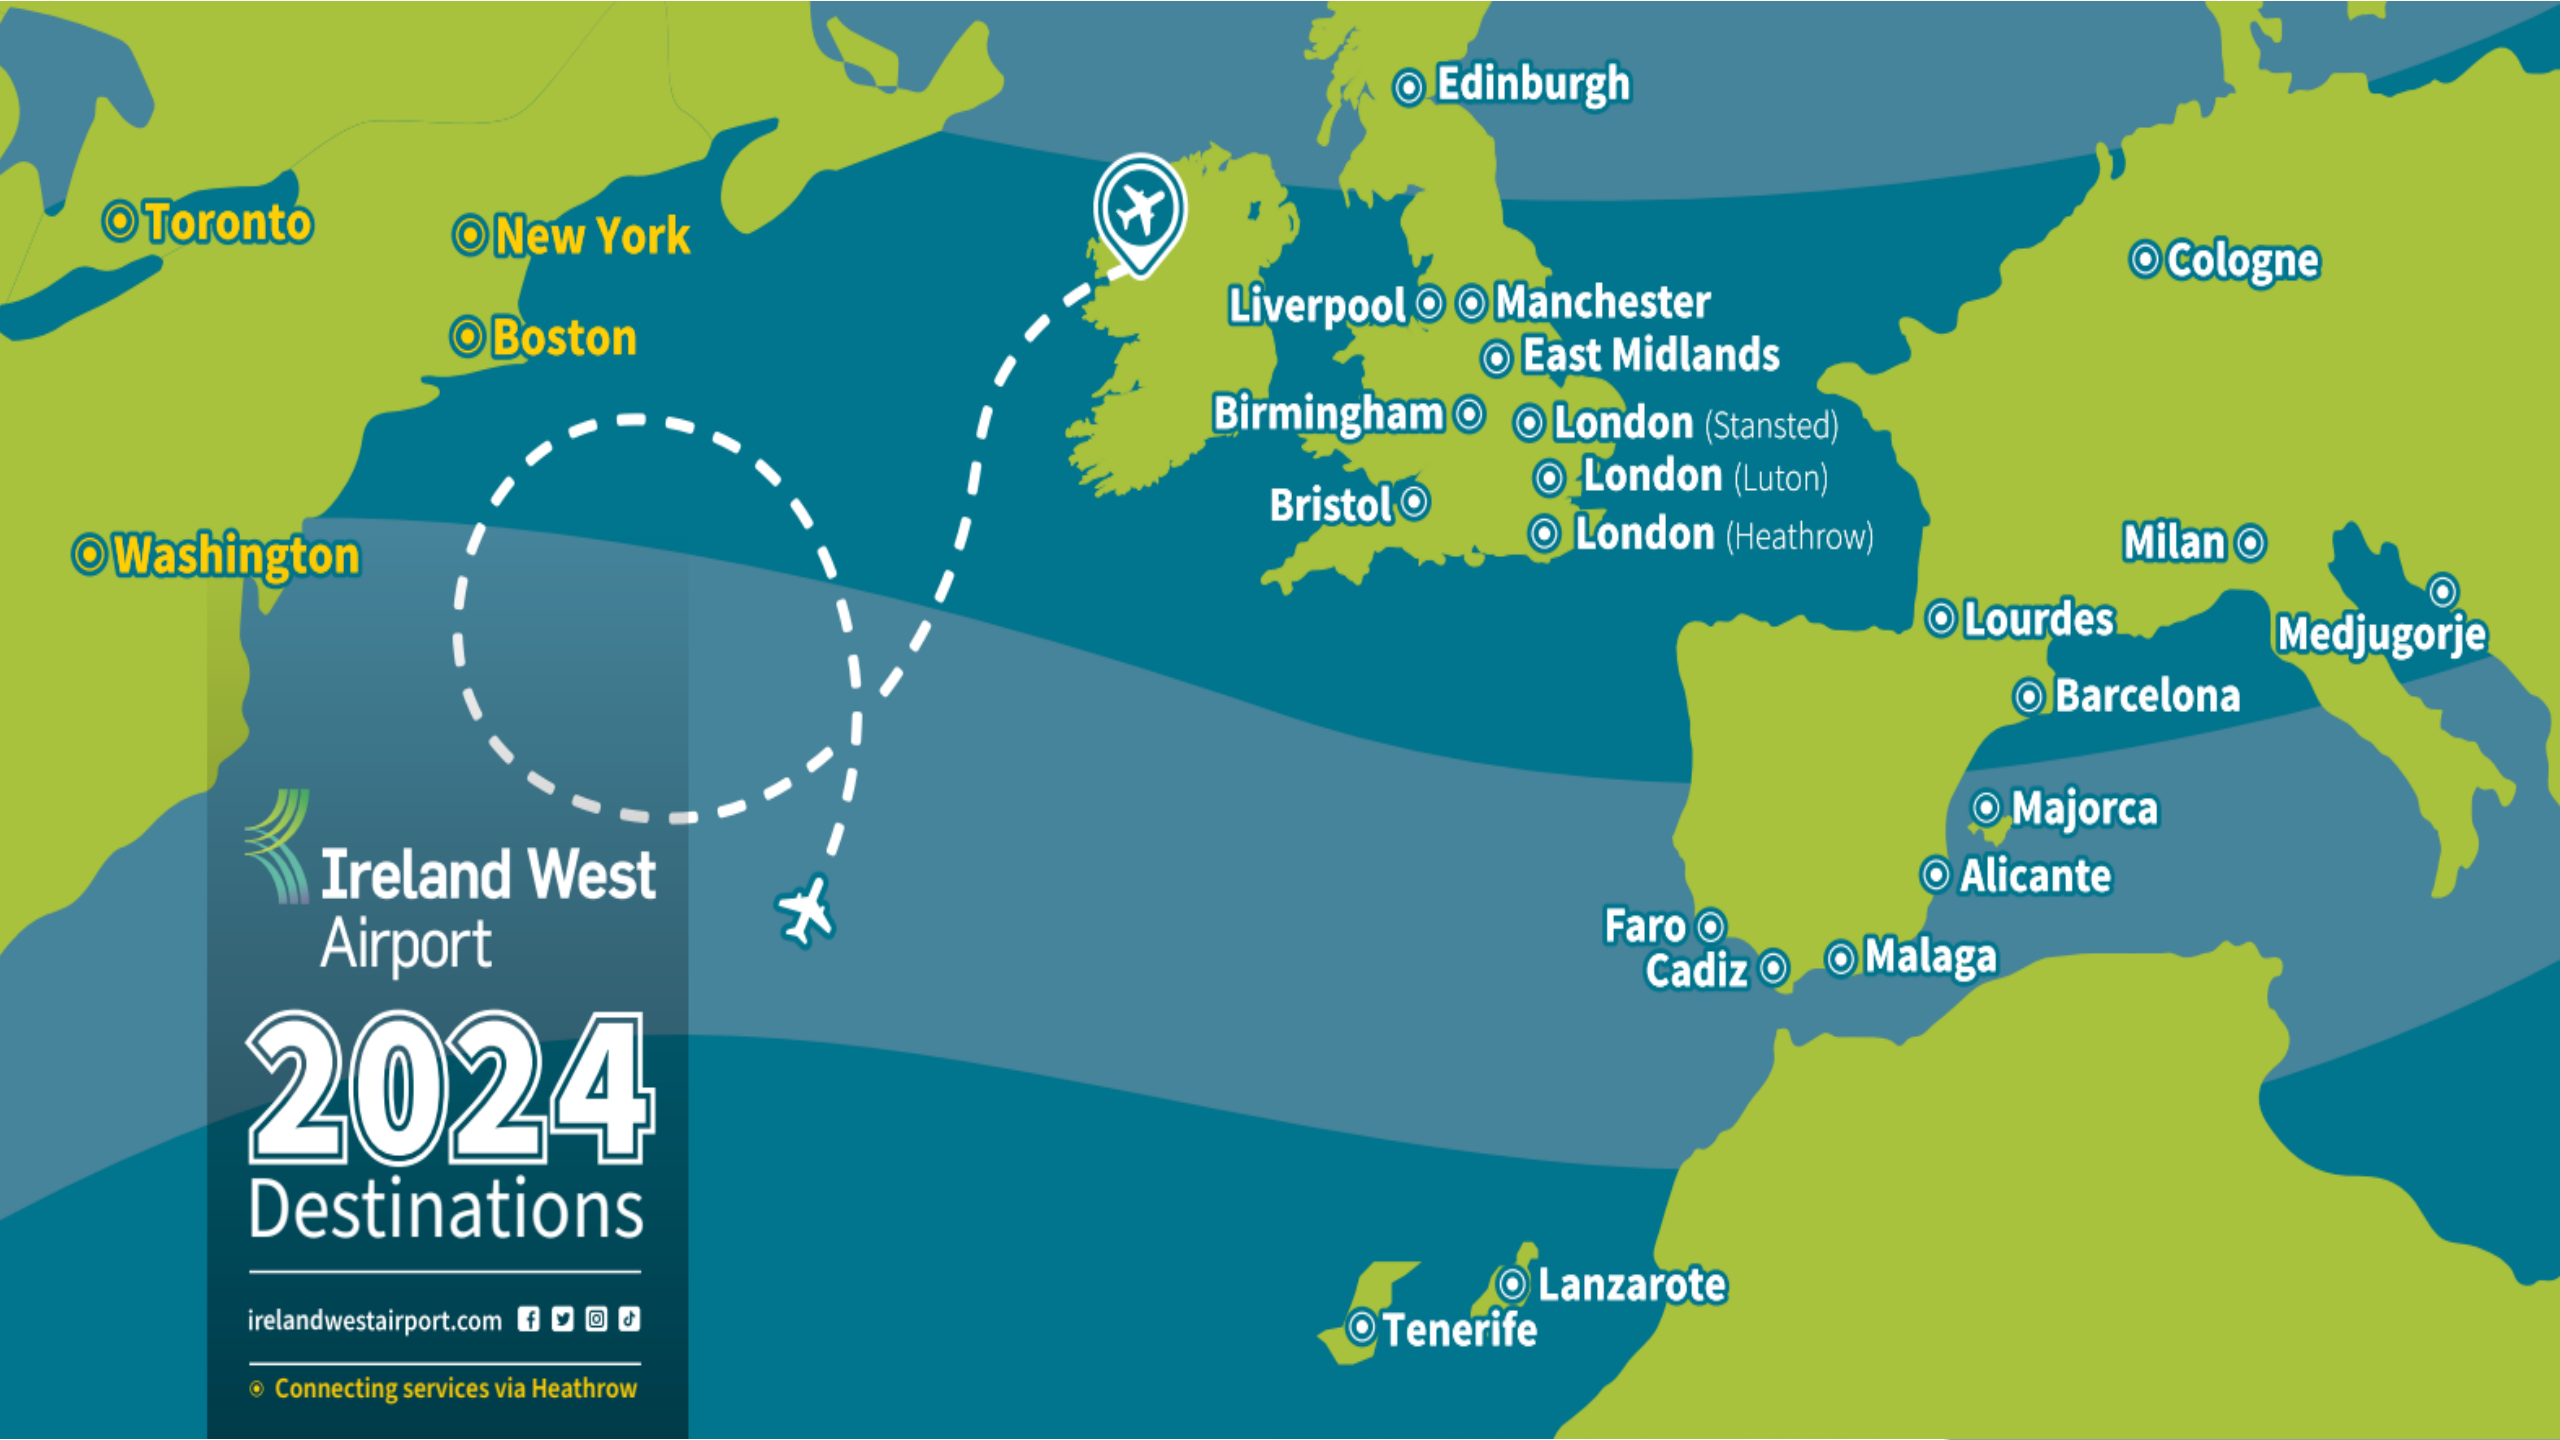 Edinburgh
Toronto
New York
Cologne
Liverpool
Manchester
Boston
East Midlands
Birmingham
London (Stansted)
London (Luton)
Bristol
London (Heathrow)
Washington
Milan
Lourdes
Medjugorje
Barcelona
Majorca
Alicante
Faro
Cadiz
Malaga
Lanzarote
Tenerife
Ireland West
Airport
2024
Destinations
irelandwestairport.com
Connecting services via Heathrow